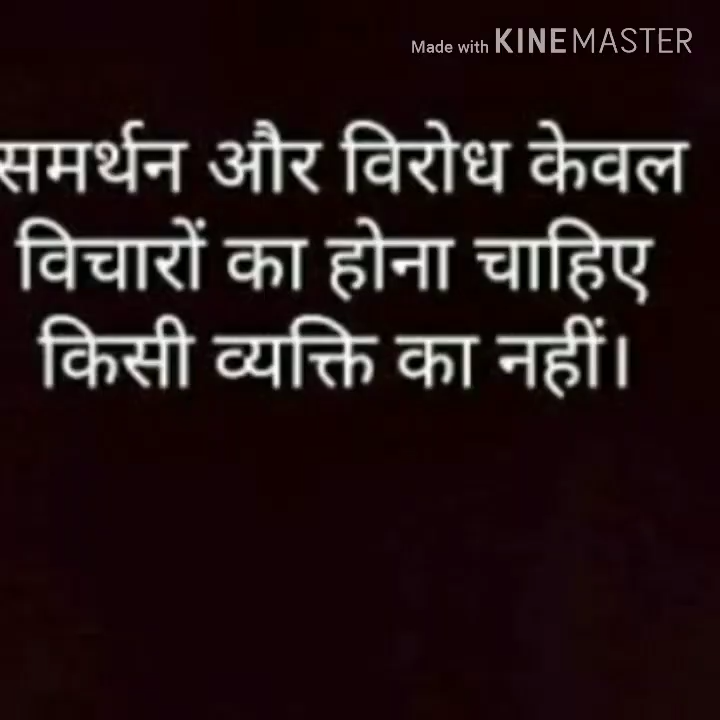 Made with KINEMASTER
समर्थन और विरोध केवल
विचारों का होना चाहिए
किसी व्यक्ति का नहीं।